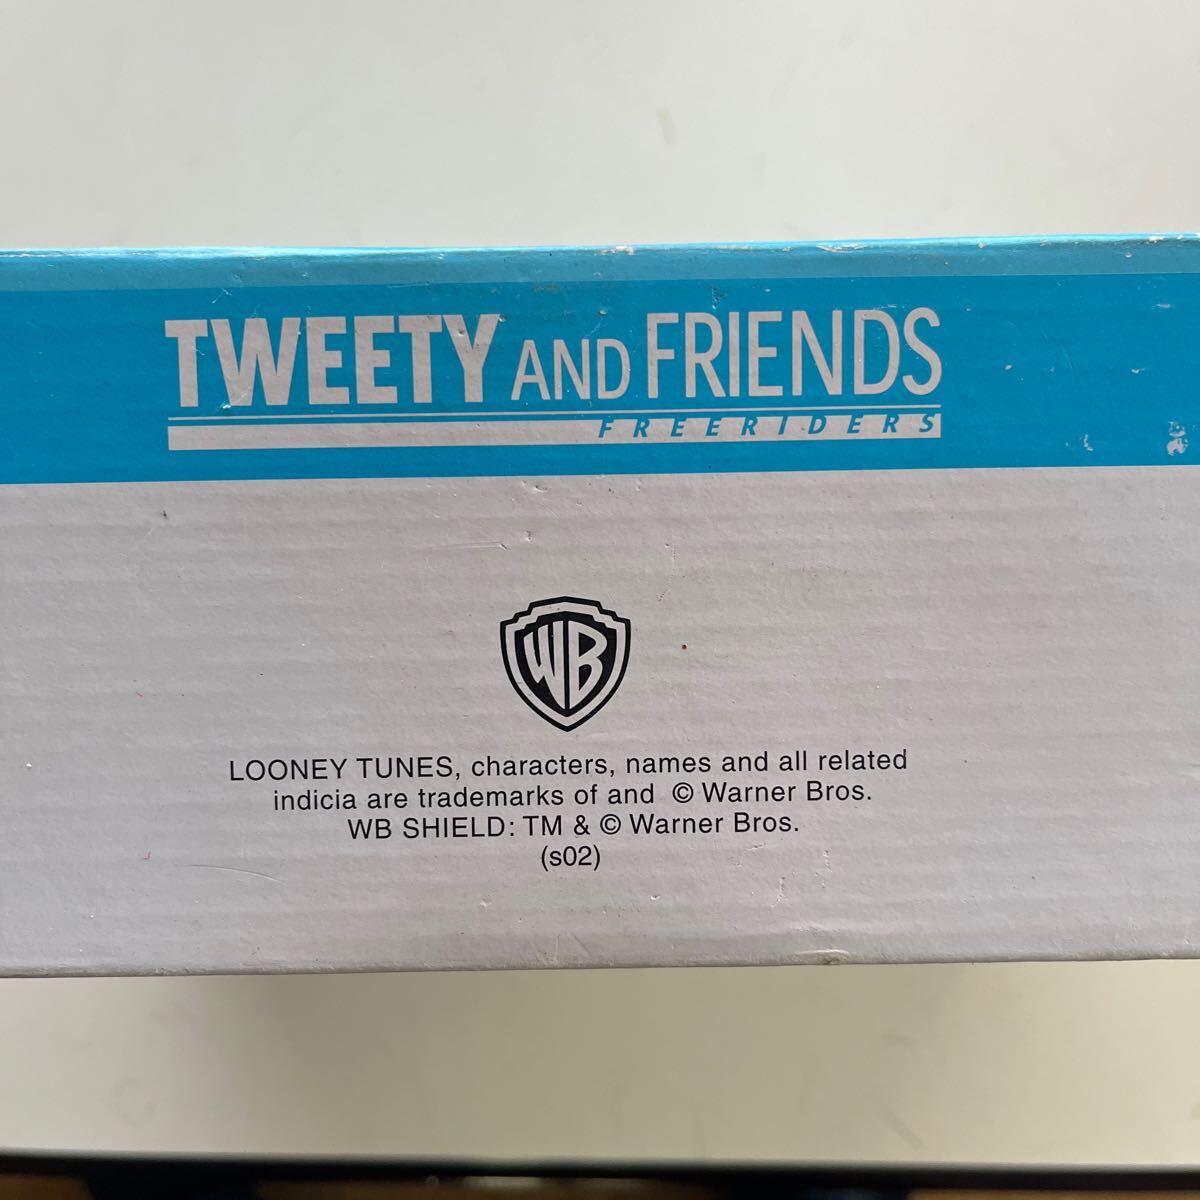 TWEETY AND FRIENDS
FREERIDERS
WB
LOONEY TUNES, characters, names and all related
indicia are trademarks of and © Warner Bros.
WB SHIELD: TM & © Warner Bros.
(s02)